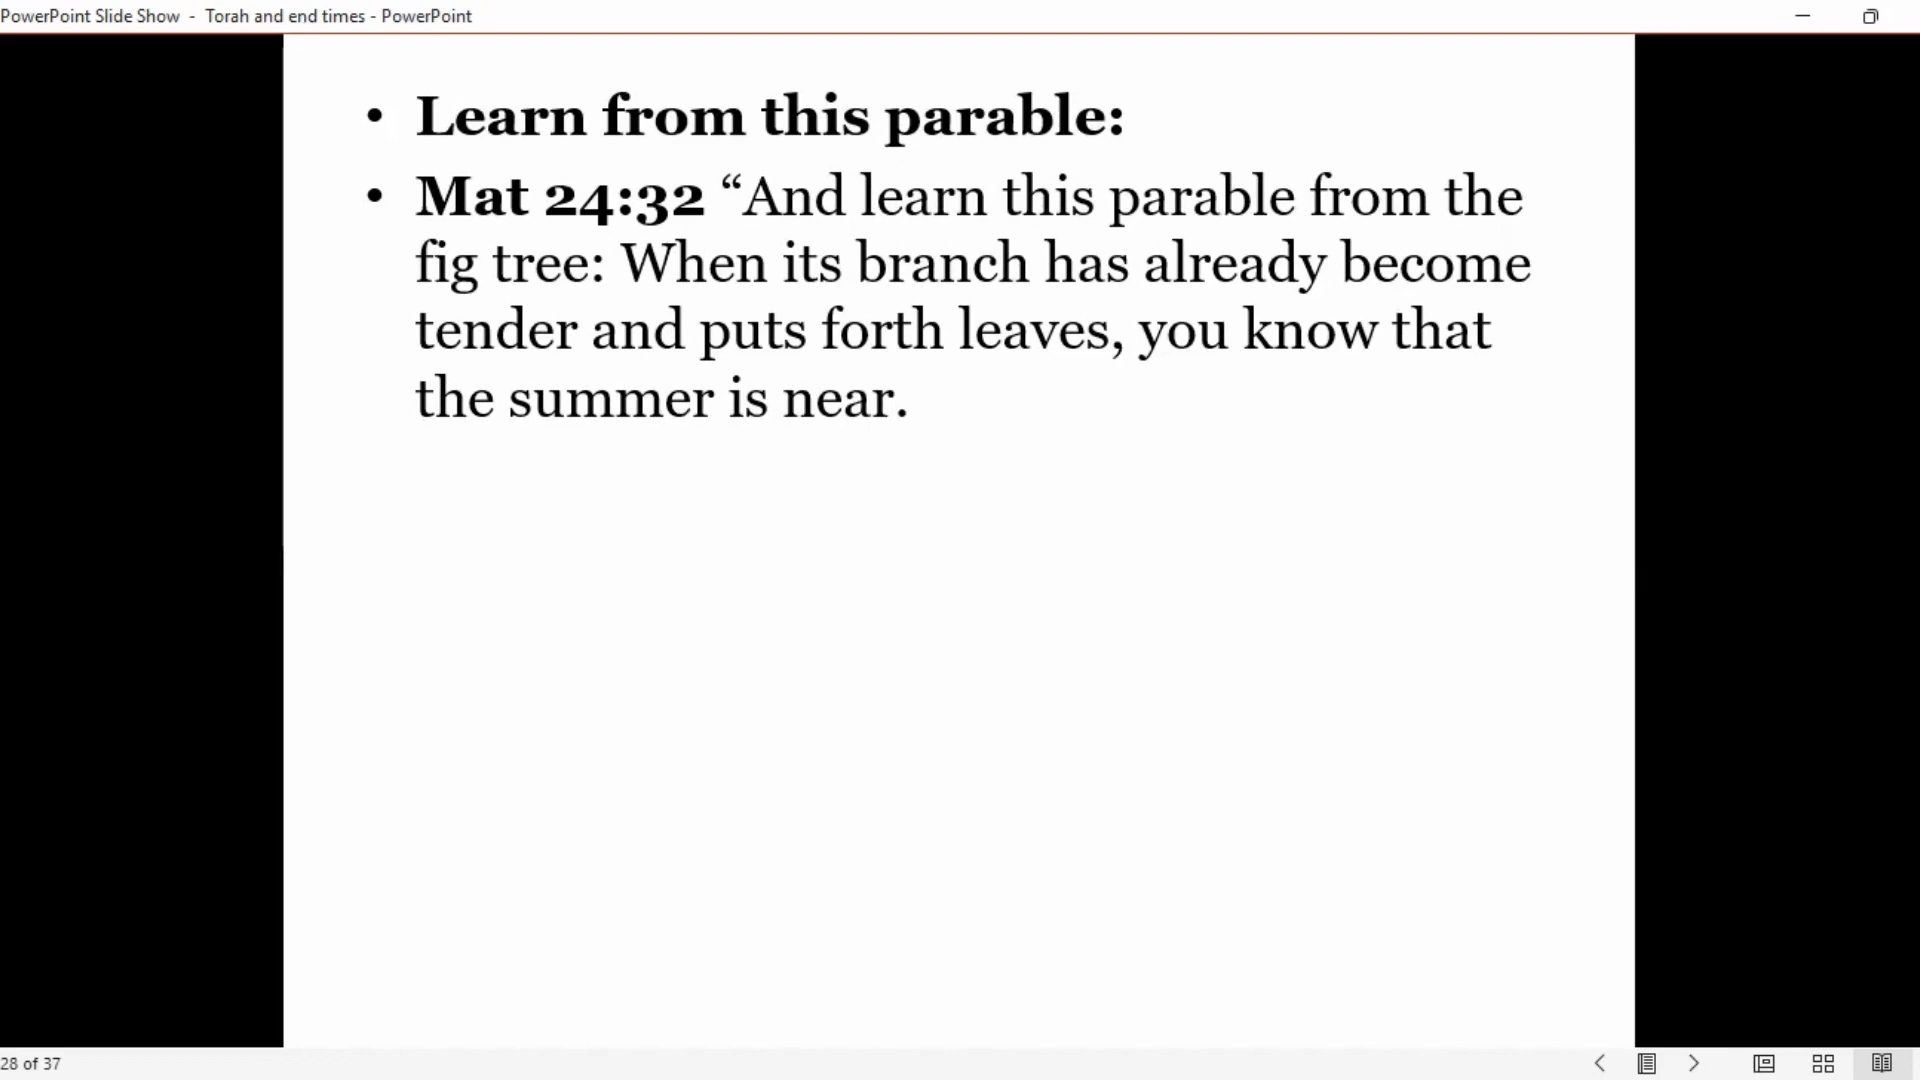 PowerPoint Slide Show - Torah and end times - PowerPoint
• Learn from this parable:
• Mat 24:32 “And learn this parable from the
fig tree: When its branch has already become
tender and puts forth leaves, you know that
the summer is near.
28 of 37